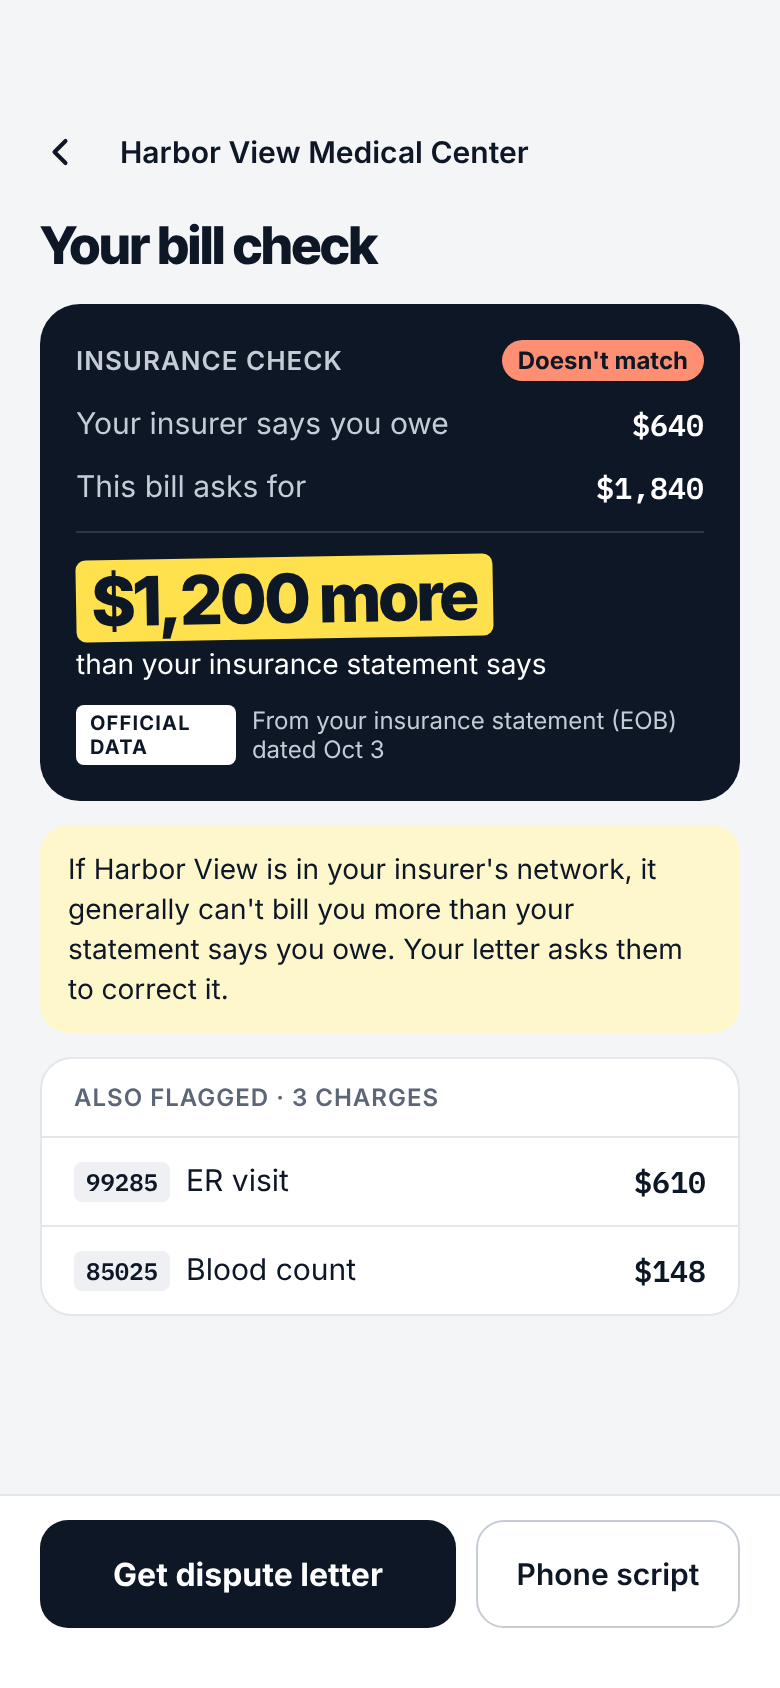 Harbor View Medical Center
Your bill check
INSURANCE CHECK
Doesn't match
Your insurer says you owe $640
This bill asks for $1,840
$1,200 more
than your insurance statement says
OFFICIAL
DATA
From your insurance statement (EOB)
dated Oct 3
If Harbor View is in your insurer's network, it
generally can't bill you more than your
statement says you owe. Your letter asks them
to correct it.
ALSO FLAGGED · 3 CHARGES
99285 ER visit $610
85025 Blood count $148
Get dispute letter
Phone script